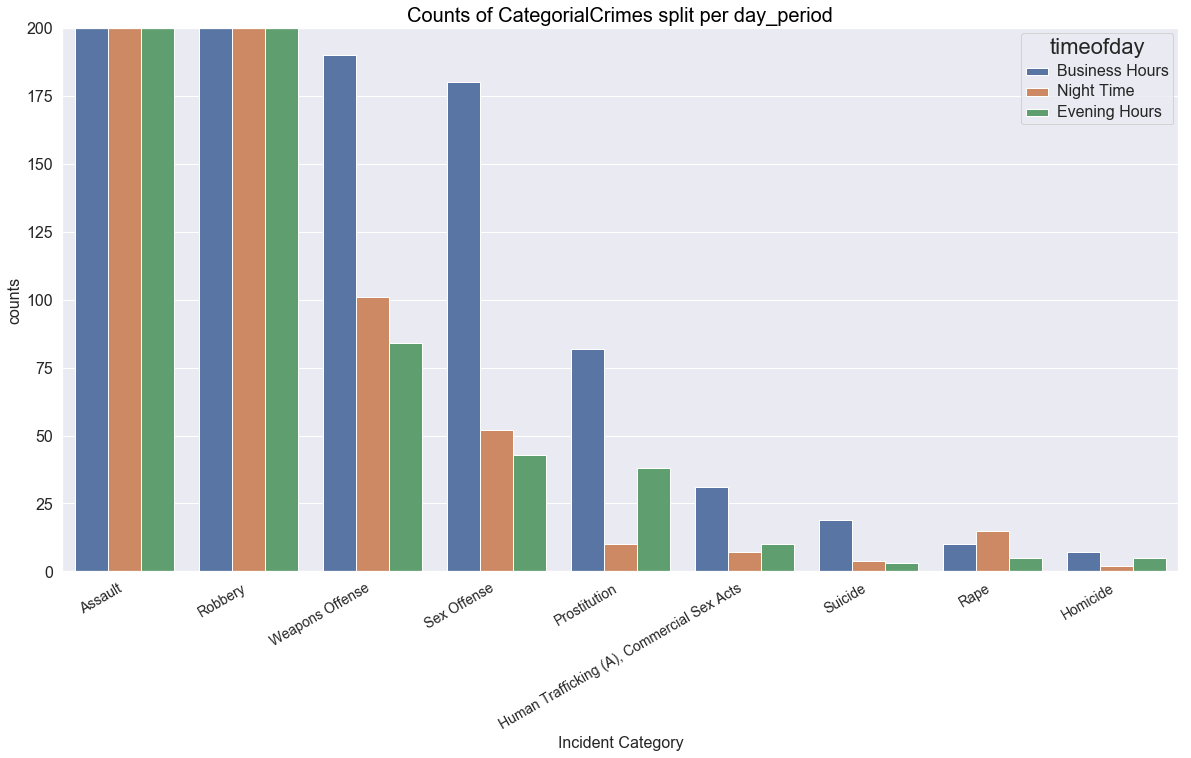 Counts of CategorialCrimes split per day_period
timeofday
Business Hours
Night Time
Evening Hours
counts
200
175
150
125
100
75
50
25
0
Assault
Robbery
Weapons Offense
Sex Offense
Prostitution
Human Trafficking (A), Commercial Sex Acts
Suicide
Rape
Homicide
Incident Category